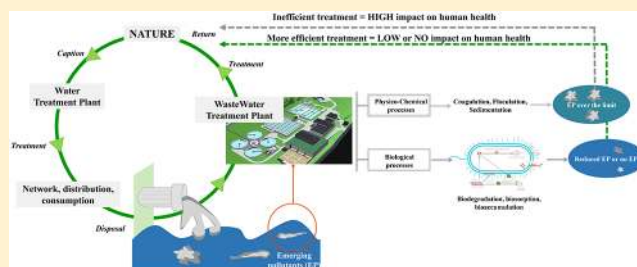 Inefficient treatment = HIGH impact on human health
More efficient treatment = LOW or NO impact on human health
NATURE
Return
Caption
Treatment
Water
Treatment Plant
WasteWater
Treatment Plant
Physico-Chemical
processes
Coagulation, Floculation,
Sedimentation
EP over the limit
Treatment
Biological
processes
Reduced EP or no EP
Network, distribution,
consumption
Biodegradation, biosorption,
bioaccumulation
Disposal
Emerging
pollutants (EP)